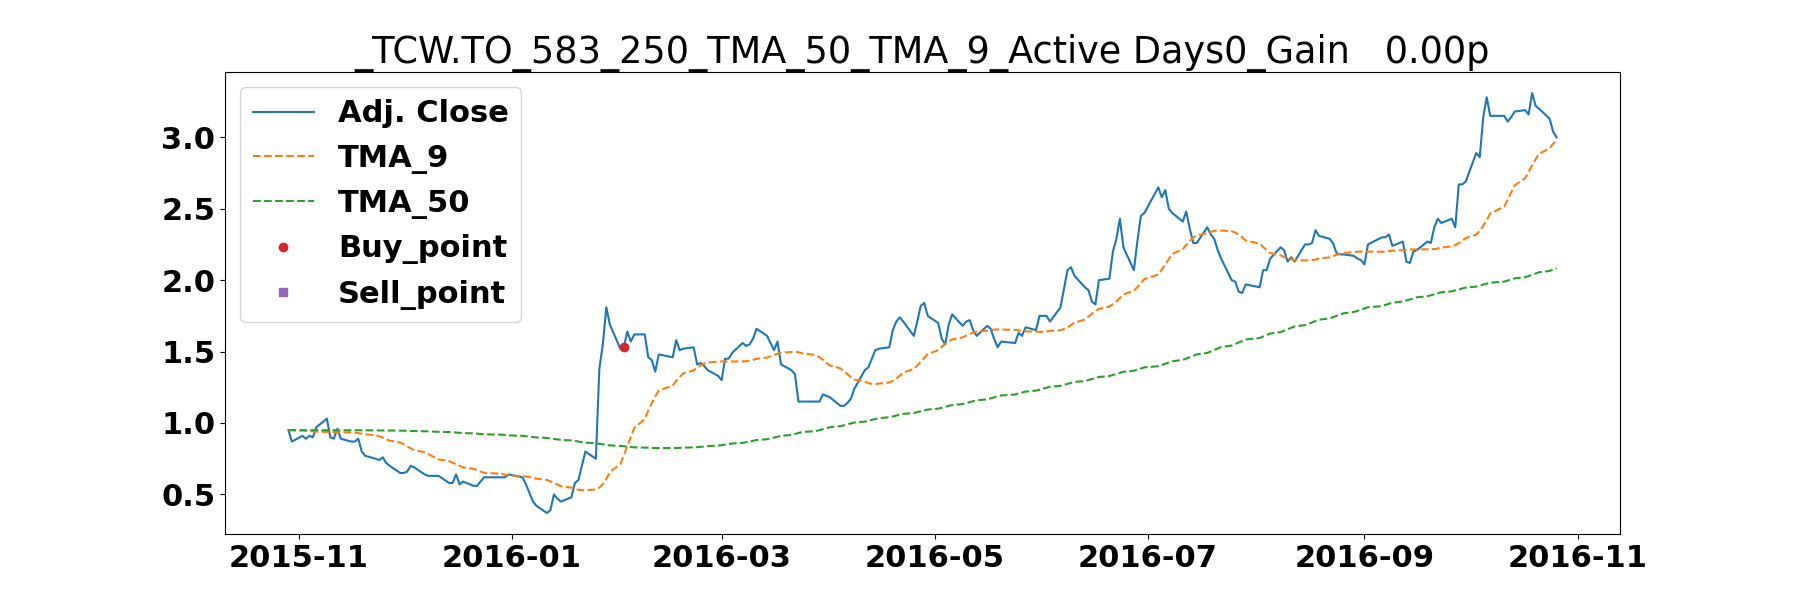 _TCW.TO_583_250_TMA_50_TMA_9_Active Days0_Gain   0.00p
Adj. Close
TMA_9
TMA_50
Buy_point
Sell_point
3.0
2.5
2.0
1.5
1.0
0.5
2015-11 2016-01 2016-03 2016-05 2016-07 2016-09 2016-11